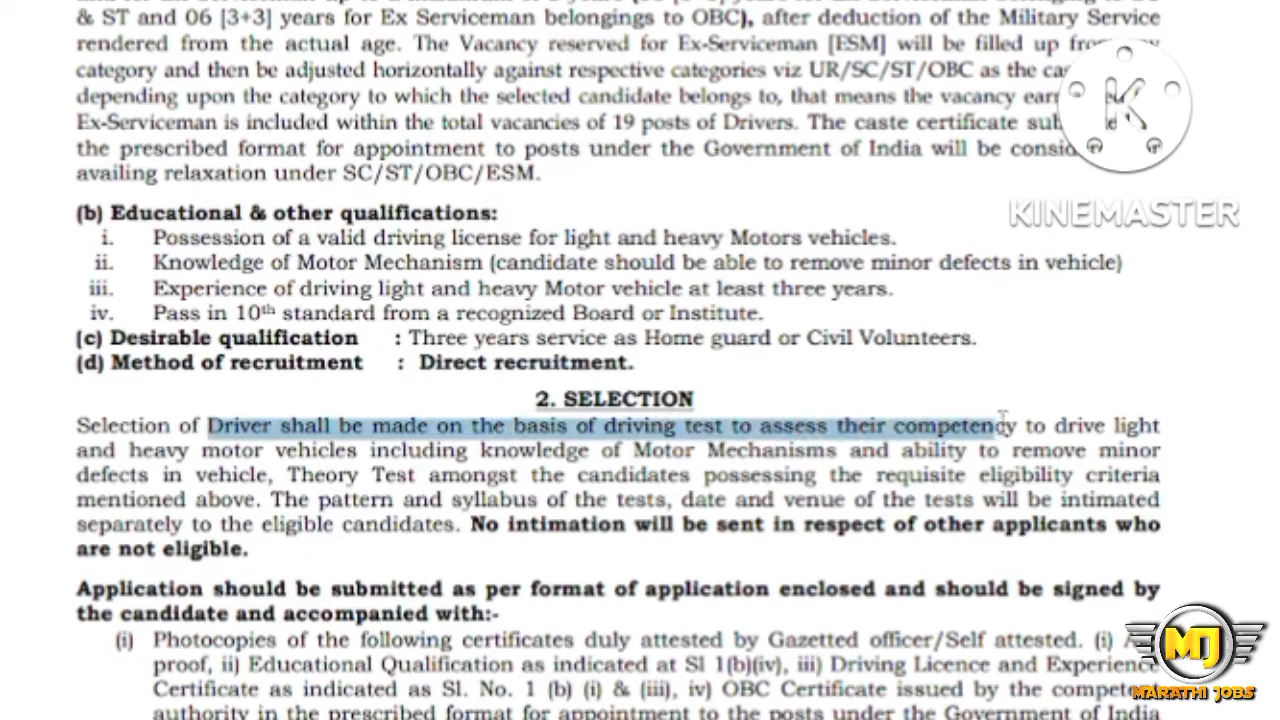 & ST and 06 [3+3] years for Ex Serviceman belongings to OBC), after deduction of the Military Service
rendered from the actual age. The Vacancy reserved for Ex-Serviceman [ESM] will be filled up
category and then be adjusted horizontally against respective categories viz UR/SC/ST/OBC as the
depending upon the category to which the selected candidate belongs to, that means the vacancy
Ex-Serviceman is included within the total vacancies of 19 posts of Drivers. The caste certificate
the prescribed format for appointment to posts under the Government of India will be
availing relaxation under SC/ST/OBC/ESM.
KINEMASTER
(b) Educational & other qualifications:
i. Possession of a valid driving license for light and heavy Motors vehicles.
ii. Knowledge of Motor Mechanism (candidate should be able to remove minor defects in vehicle)
iii. Experience of driving light and heavy Motor vehicle at least three years.
iv. Pass in 10th standard from a recognized Board or Institute.
(c) Desirable qualification : Three years service as Home guard or Civil Volunteers.
(d) Method of recruitment : Direct recruitment.
2. SELECTION
Selection of Driver shall be made on the basis of driving test to assess their competency to drive light
and heavy motor vehicles including knowledge of Motor Mechanisms and ability to remove minor
defects in vehicle, Theory Test amongst the candidates possessing the requisite eligibility criteria
mentioned above. The pattern and syllabus of the tests, date and venue of the tests will be intimated
separately to the eligible candidates. No intimation will be sent in respect of other applicants who
are not eligible.
Application should be submitted as per format of application enclosed and should be signed by
the candidate and accompanied with:-
(i) Photocopies of the following certificates duly attested by Gazetted officer/Self attested. (i)
proof, ii) Educational Qualification as indicated at Sl 1(b)(iv), iii) Driving Licence and Experience
Certificate as indicated as Sl. No. 1 (b) (i) & (iii), iv) OBC Certificate issued by the
authority in the prescribed format for appointment to the posts under the Government of India
MJ
MARATHI JOBS